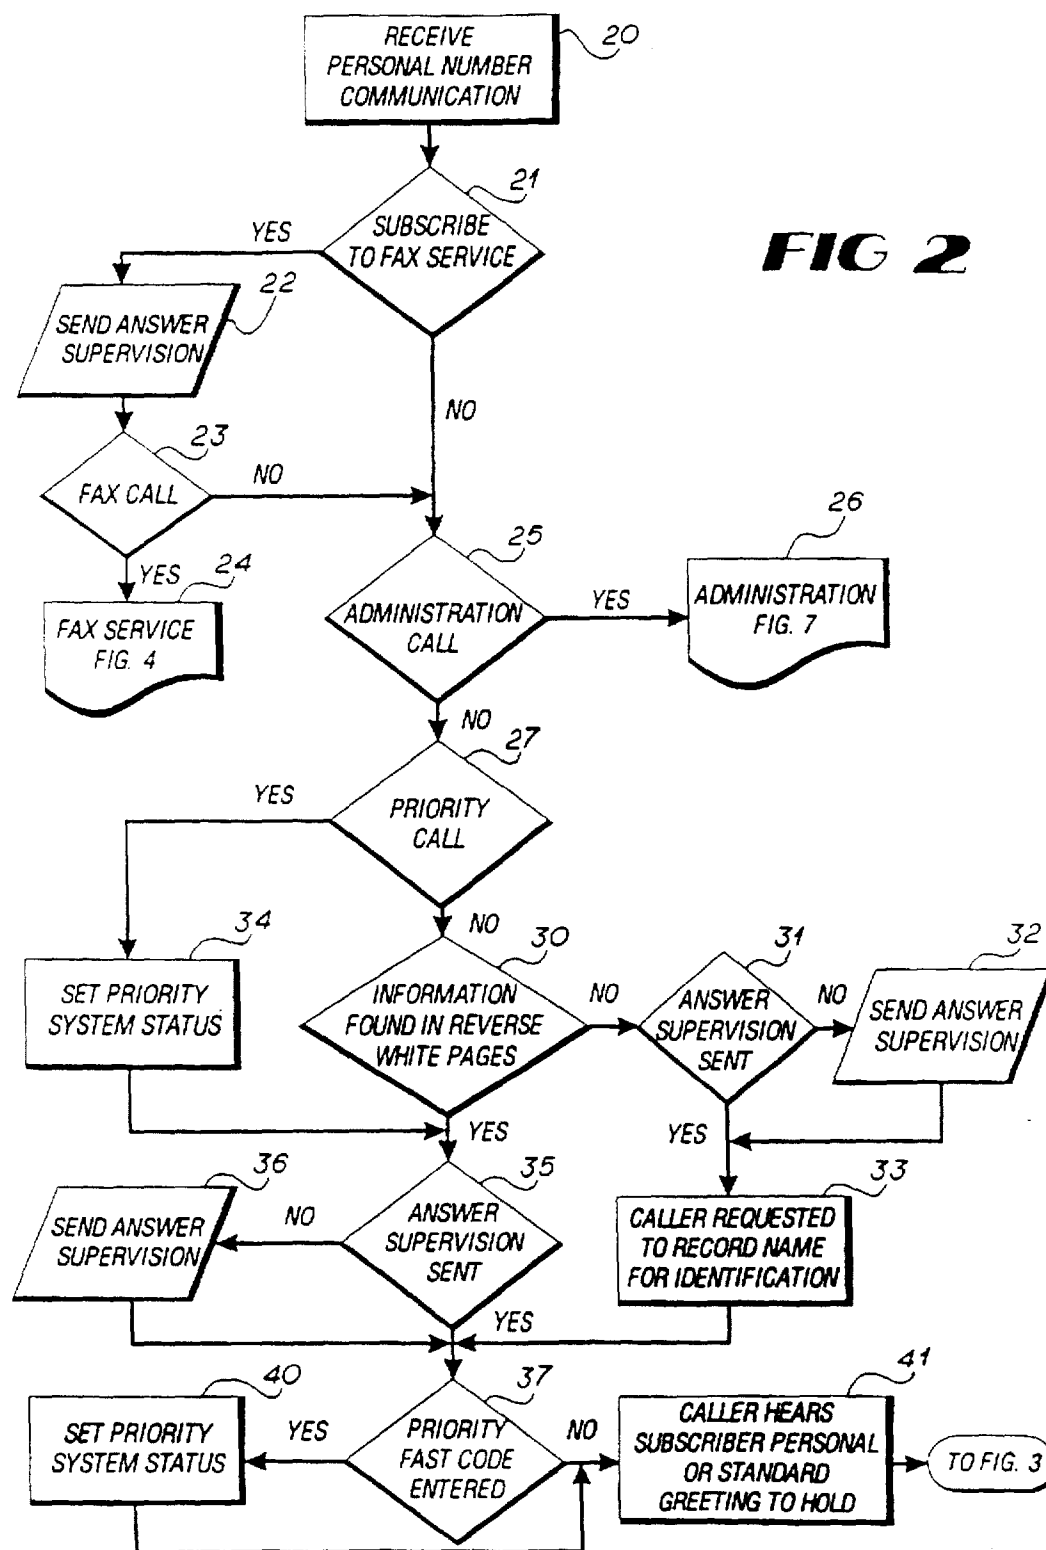 RECEIVE
PERSONAL NUMBER
COMMUNICATION
20
21
SUBSCRIBE
TO FAX SERVICE
YES
FIG 2
22
SEND ANSWER
SUPERVISION
NO
23
FAX CALL
NO
YES
24
FAX SERVICE
FIG. 4
25
ADMINISTRATION
CALL
YES
26
ADMINISTRATION
FIG. 7
NO
27
PRIORITY
CALL
YES
NO
34
SET PRIORITY
SYSTEM STATUS
30
INFORMATION
FOUND IN REVERSE
WHITE PAGES
NO
31
ANSWER
SUPERVISION
SENT
NO
32
SEND ANSWER
SUPERVISION
YES
YES
33
CALLER REQUESTED
TO RECORD NAME
FOR IDENTIFICATION
35
ANSWER
SUPERVISION
SENT
NO
36
SEND ANSWER
SUPERVISION
YES
37
PRIORITY
FAST CODE
ENTERED
YES
40
SET PRIORITY
SYSTEM STATUS
NO
41
CALLER HEARS
SUBSCRIBER PERSONAL
OR STANDARD
GREETING TO HOLD
TO FIG. 3